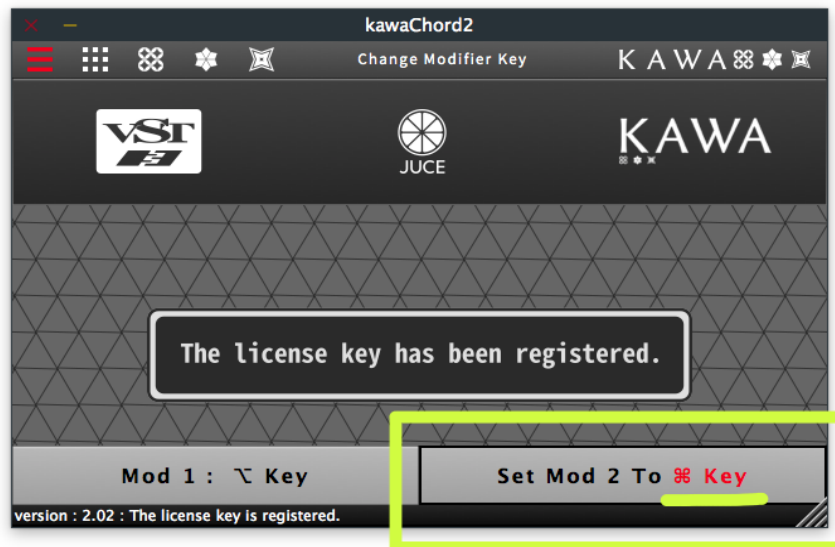 kawaChord2
Change Modifier Key
KAWA
VST 3
JUCE
KAWA
The license key has been registered.
Mod 1 : ⌥ Key
Set Mod 2 To ⌘ Key
version : 2.02 : The license key is registered.